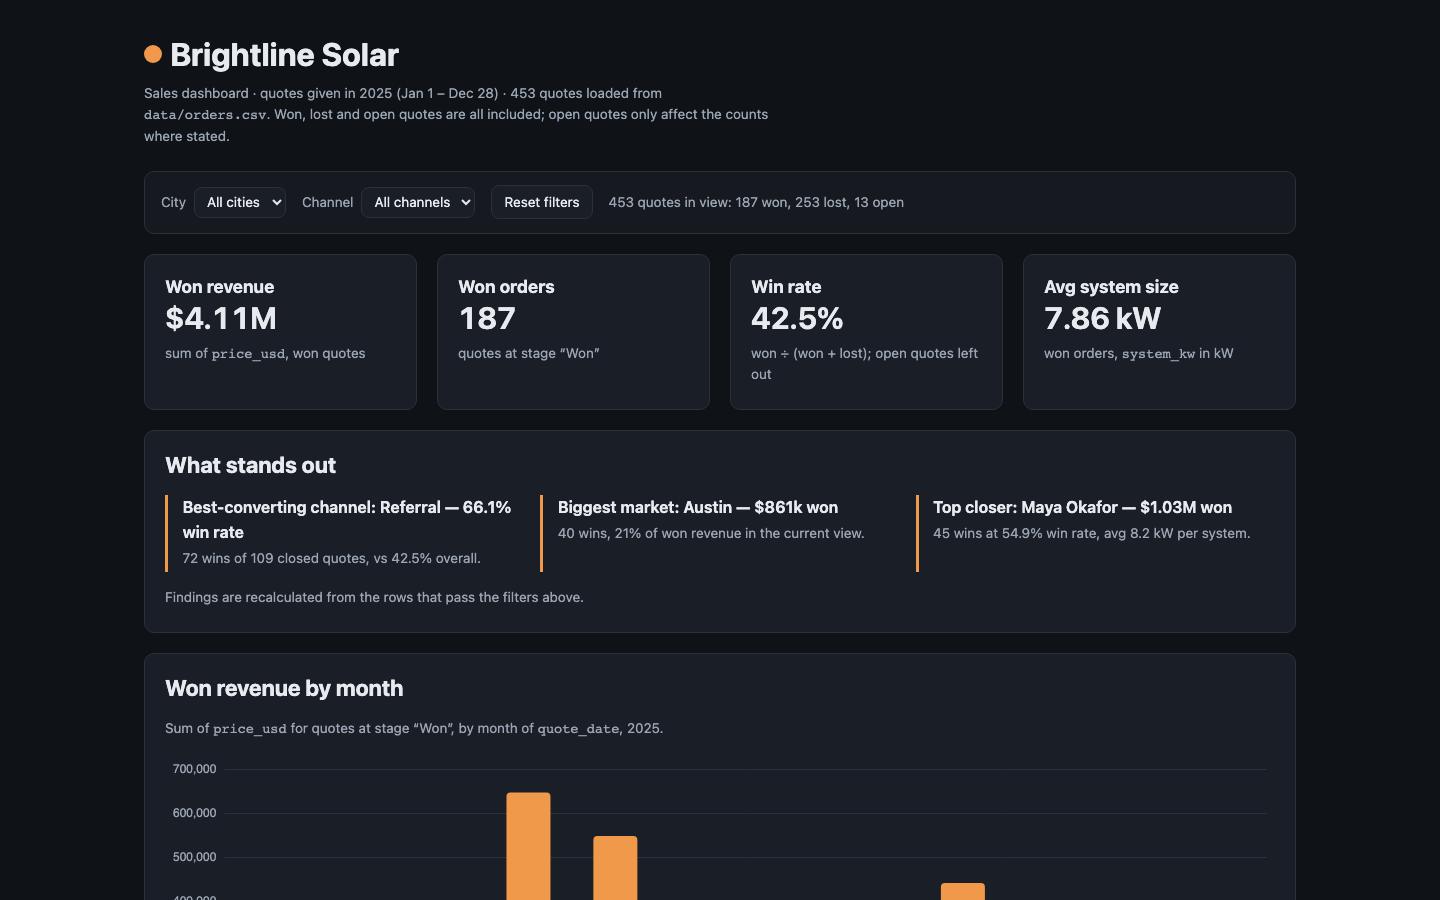 Brightline Solar
Sales dashboard · quotes given in 2025 (Jan 1 – Dec 28) · 453 quotes loaded from
data/orders.csv. Won, lost and open quotes are all included; open quotes only affect the counts
where stated.
City All cities Channel All channels Reset filters 453 quotes in view: 187 won, 253 lost, 13 open
Won revenue
$4.11M
sum of price_usd, won quotes
Won orders
187
quotes at stage “Won”
Win rate
42.5%
won ÷ (won + lost); open quotes left
out
Avg system size
7.86 kW
won orders, system_kw in kW
What stands out
Best-converting channel: Referral — 66.1%
win rate
72 wins of 109 closed quotes, vs 42.5% overall.
Biggest market: Austin — $861k won
40 wins, 21% of won revenue in the current view.
Top closer: Maya Okafor — $1.03M won
45 wins at 54.9% win rate, avg 8.2 kW per system.
Findings are recalculated from the rows that pass the filters above.
Won revenue by month
Sum of price_usd for quotes at stage “Won”, by month of quote_date, 2025.
700,000
600,000
500,000
400,000